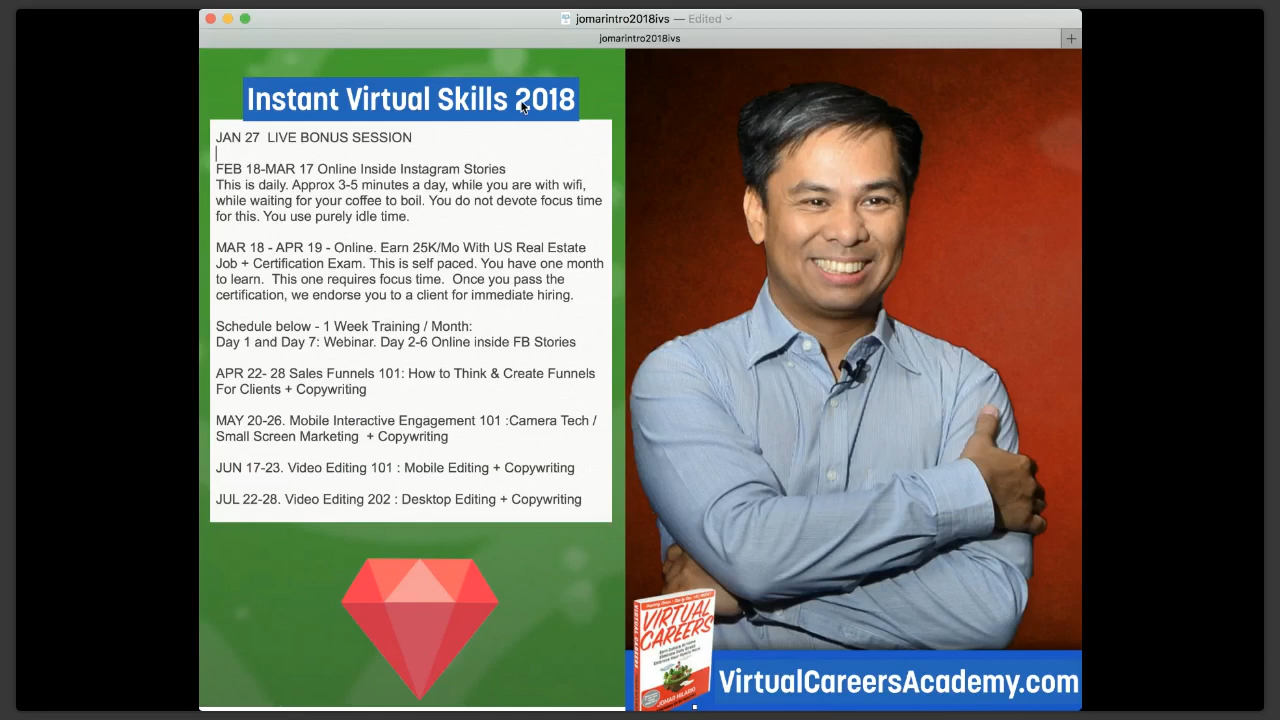 jomarintro2018ivs — Edited
jomarintro2018ivs
Instant Virtual Skills 2018
JAN 27  LIVE BONUS SESSION
FEB 18-MAR 17 Online Inside Instagram Stories
This is daily. Approx 3-5 minutes a day, while you are with wifi,
while waiting for your coffee to boil. You do not devote focus time
for this. You use purely idle time.
MAR 18 - APR 19 - Online. Earn 25K/Mo With US Real Estate
Job + Certification Exam. This is self paced. You have one month
to learn.  This one requires focus time.  Once you pass the
certification, we endorse you to a client for immediate hiring.
Schedule below - 1 Week Training / Month:
Day 1 and Day 7: Webinar. Day 2-6 Online inside FB Stories
APR 22- 28 Sales Funnels 101: How to Think & Create Funnels
For Clients + Copywriting
MAY 20-26. Mobile Interactive Engagement 101 :Camera Tech /
Small Screen Marketing  + Copywriting
JUN 17-23. Video Editing 101 : Mobile Editing + Copywriting
JUL 22-28. Video Editing 202 : Desktop Editing + Copywriting
VIRTUAL
CAREERS
JOMAR HILARIO
VirtualCareersAcademy.com